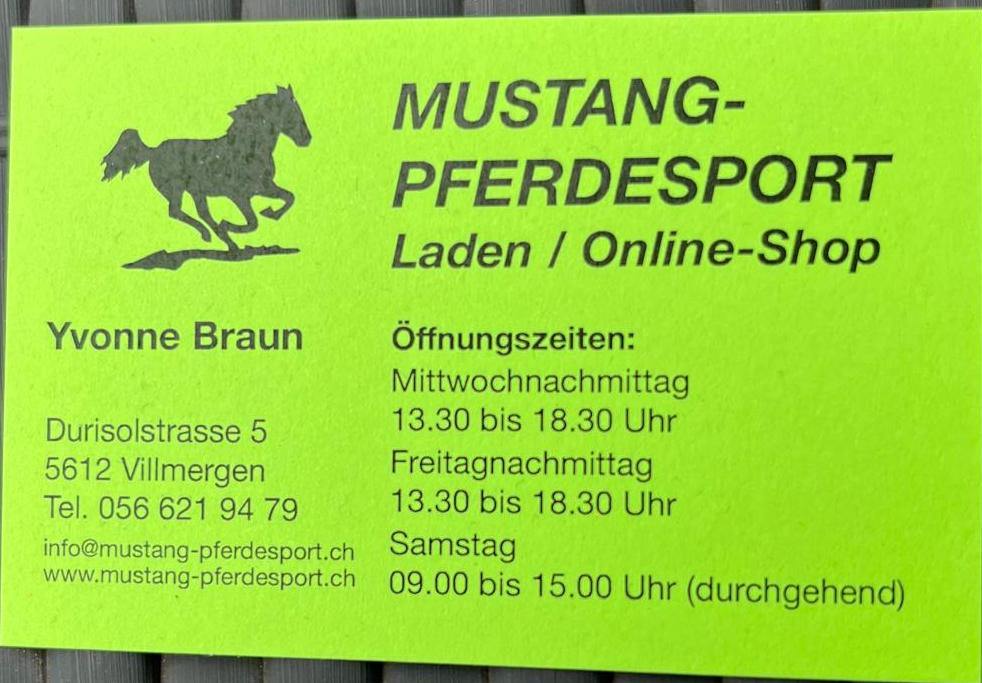 MUSTANG-
PFERDESPORT
Laden / Online-Shop
Yvonne Braun
Durisolstrasse 5
5612 Villmergen
Tel. 056 621 94 79
info@mustang-pferdesport.ch
www.mustang-pferdesport.ch
Öffnungszeiten:
Mittwochnachmittag
13.30 bis 18.30 Uhr
Freitagnachmittag
13.30 bis 18.30 Uhr
Samstag
09.00 bis 15.00 Uhr (durchgehend)